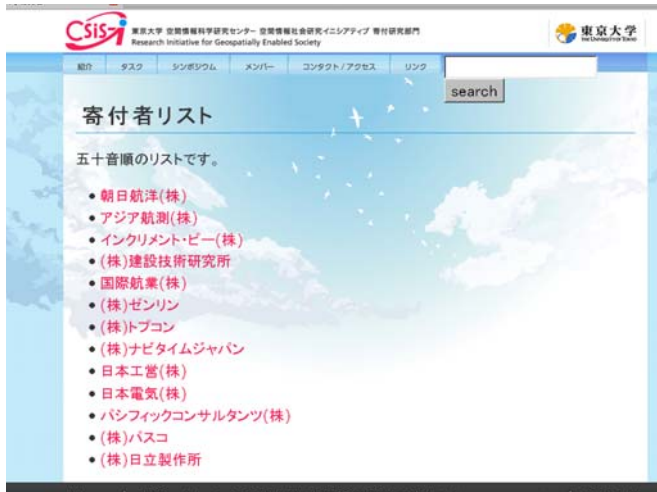 CSiS-i
東京大学 空間情報科学研究センター 空間情報社会研究イニシアティブ 寄付研究部門
Research Initiative for Geospatially Enabled Society
東京大学
紹介 タスク シンポジウム メンバー コンタクト/アクセス リンク
search
寄付者リスト
五十音順のリストです。
• 朝日航洋(株)
• アジア航測(株)
• インクリメント・ピー(株)
• (株)建設技術研究所
• 国際航業(株)
• (株)ゼンリン
• (株)トプコン
• (株)ナビタイムジャパン
• 日本工営(株)
• 日本電気(株)
• パシフィックコンサルタンツ(株)
• (株)パスコ
• (株)日立製作所